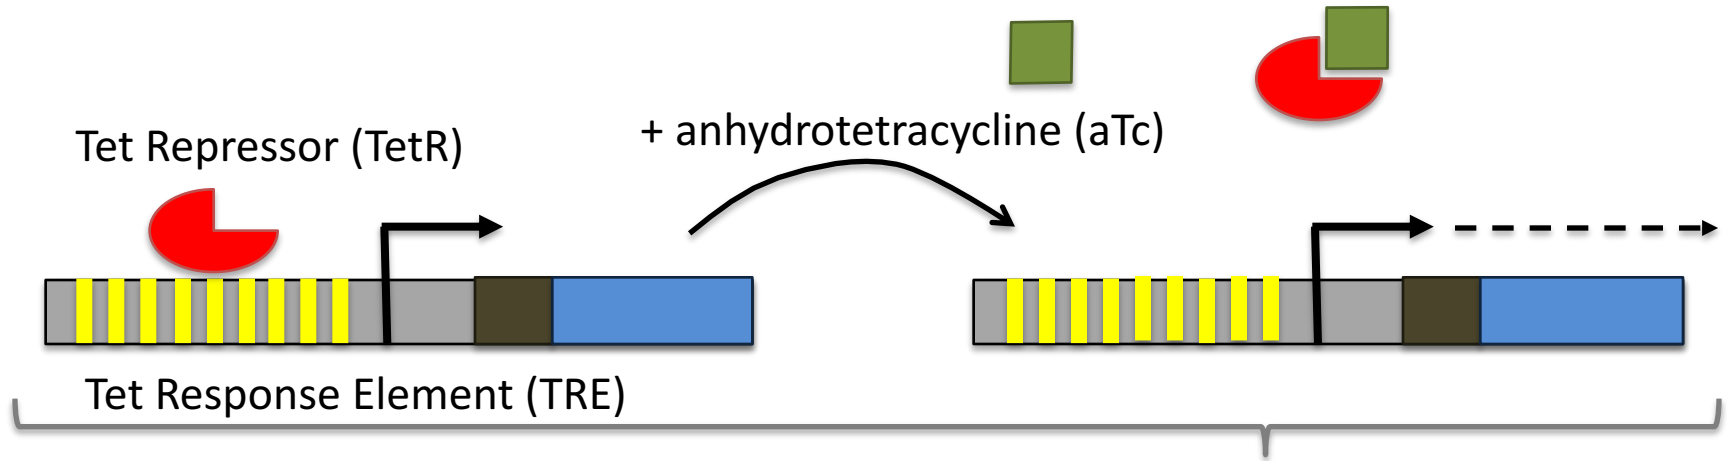 Tet Repressor (TetR)
+ anhydrotetracycline (aTc)
Tet Response Element (TRE)